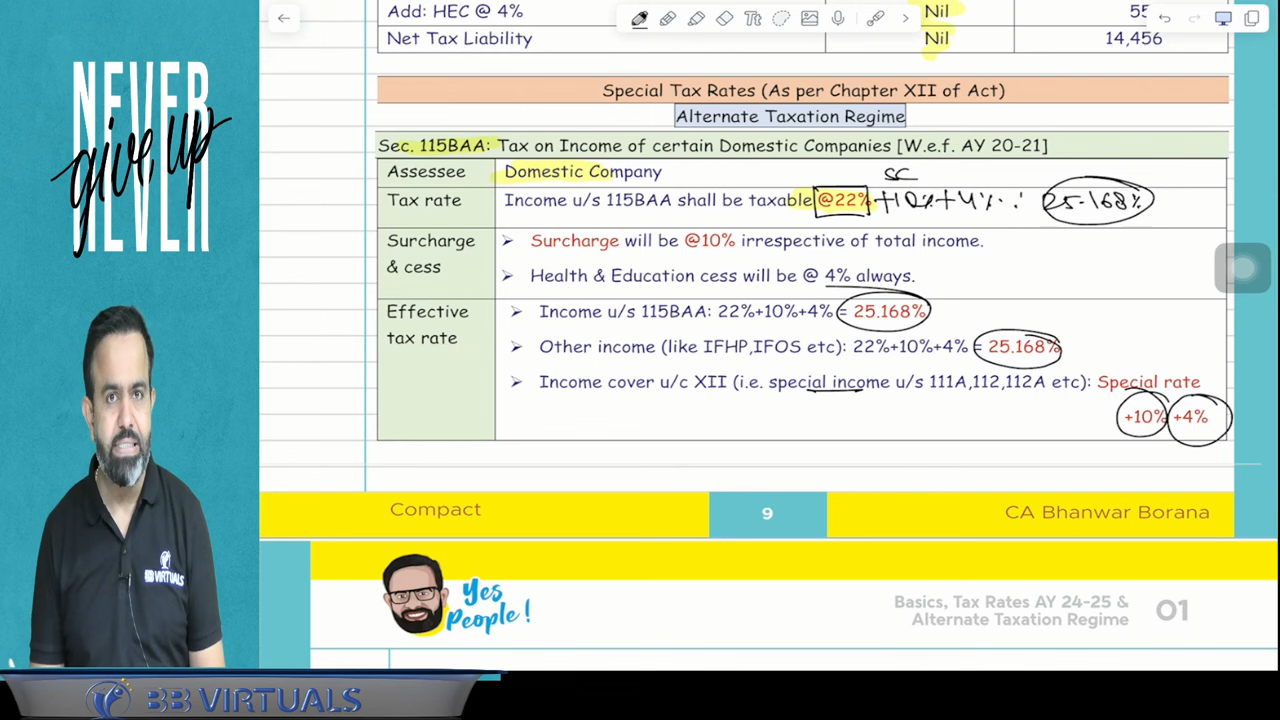 NEVER
give up
NEVER
Add: HEC @ 4% Nil 55
Net Tax Liability Nil 14,456
Special Tax Rates (As per Chapter XII of Act)
Alternate Taxation Regime
Sec. 115BAA: Tax on Income of certain Domestic Companies [W.e.f. AY 20-21]
Assessee Domestic Company
SC
Tax rate Income u/s 115BAA shall be taxable @22% +10%+4% ∴ 25.168%
Surcharge & cess
➢ Surcharge will be @10% irrespective of total income.
➢ Health & Education cess will be @ 4% always.
Effective tax rate
➢ Income u/s 115BAA: 22%+10%+4% = 25.168%
➢ Other income (like IFHP,IFOS etc): 22%+10%+4% = 25.168%
➢ Income cover u/c XII (i.e. special income u/s 111A,112,112A etc): Special rate
+10% +4%
Compact 9 CA Bhanwar Borana
Yes
People !
Basics, Tax Rates AY 24-25 &
Alternate Taxation Regime
01
BB VIRTUALS
BB VIRTUALS